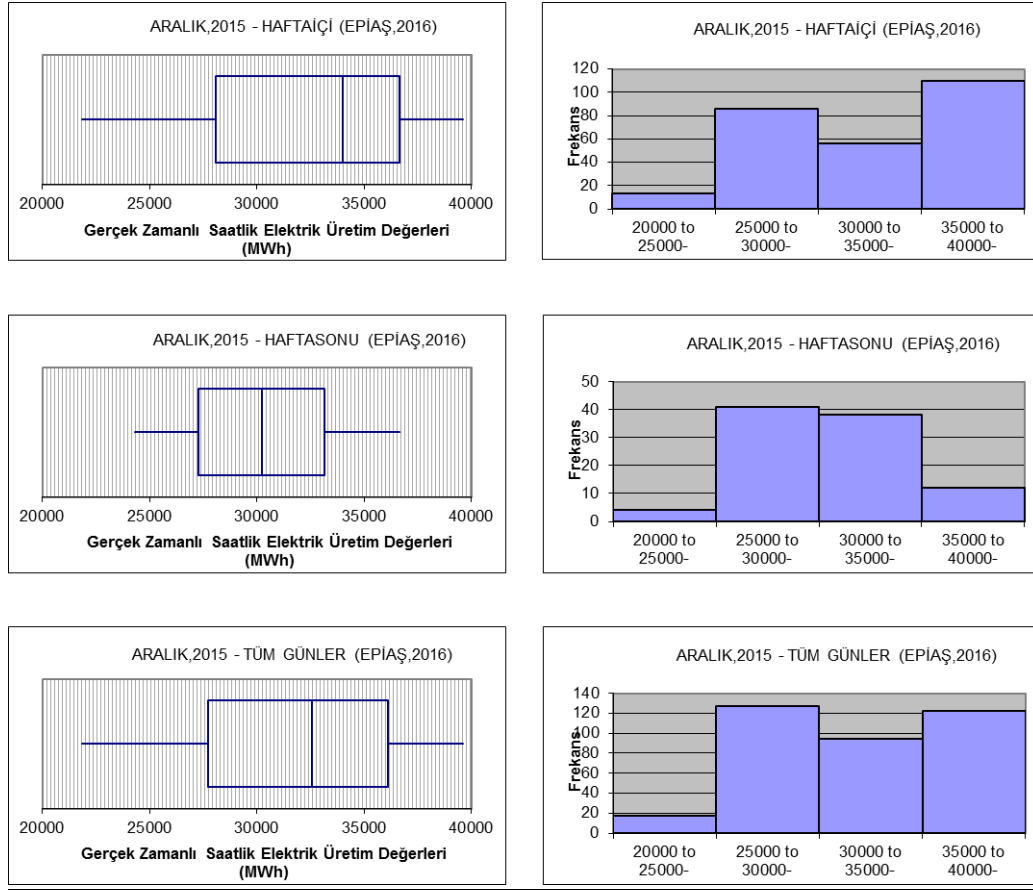 ARALIK,2015 - HAFTAİÇİ (EPİAŞ,2016)
20000 25000 30000 35000 40000
Gerçek Zamanlı Saatlik Elektrik Üretim Değerleri
(MWh)
ARALIK,2015 - HAFTAİÇİ (EPİAŞ,2016)
Frekans
120
100
80
60
40
20
0
20000 to 25000 to 30000 to 35000 to
25000- 30000- 35000- 40000-
ARALIK,2015 - HAFTASONU (EPİAŞ,2016)
20000 25000 30000 35000 40000
Gerçek Zamanlı Saatlik Elektrik Üretim Değerleri
(MWh)
ARALIK,2015 - HAFTASONU (EPİAŞ,2016)
Frekans
50
40
30
20
10
0
20000 to 25000 to 30000 to 35000 to
25000- 30000- 35000- 40000-
ARALIK,2015 - TÜM GÜNLER (EPİAŞ,2016)
20000 25000 30000 35000 40000
Gerçek Zamanlı Saatlik Elektrik Üretim Değerleri
(MWh)
ARALIK,2015 - TÜM GÜNLER (EPİAŞ,2016)
Frekans
140
120
100
80
60
40
20
0
20000 to 25000 to 30000 to 35000 to
25000- 30000- 35000- 40000-